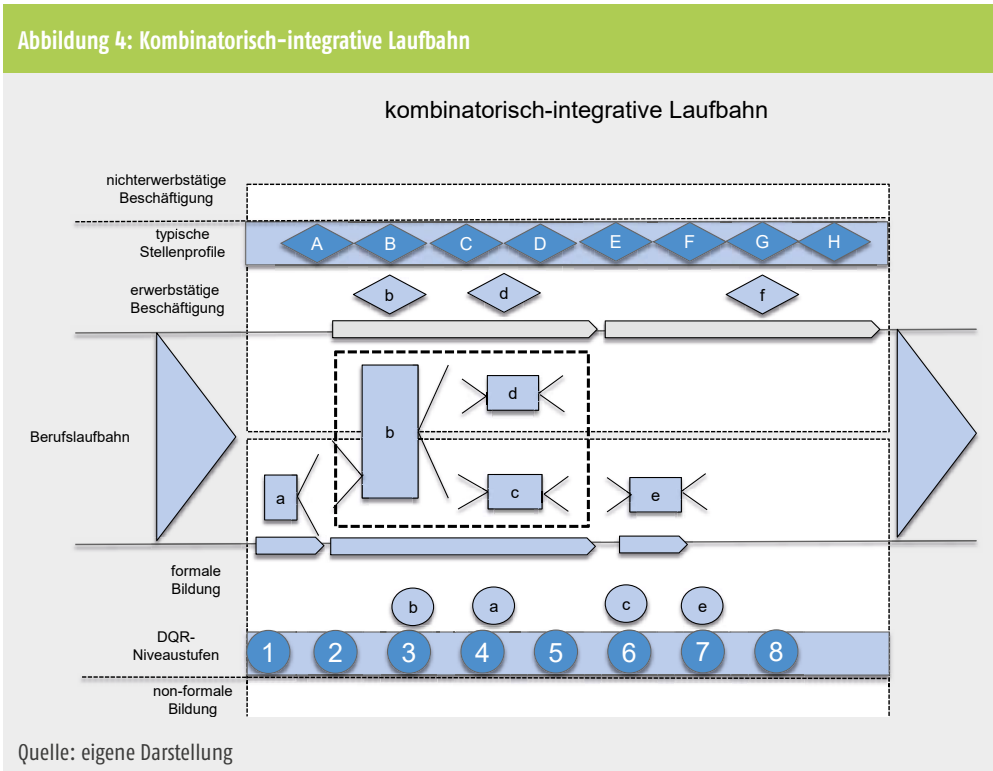 Abbildung 4: Kombinatorisch-integrative Laufbahn
kombinatorisch-integrative Laufbahn
nichterwerbstätige
Beschäftigung
typische
Stellenprofile
A B C D E F G H
erwerbstätige
Beschäftigung
b d f
d
b
Berufslaufbahn
a c e
formale
Bildung
b a c e
DQR-
Niveaustufen
1 2 3 4 5 6 7 8
non-formale
Bildung
Quelle: eigene Darstellung